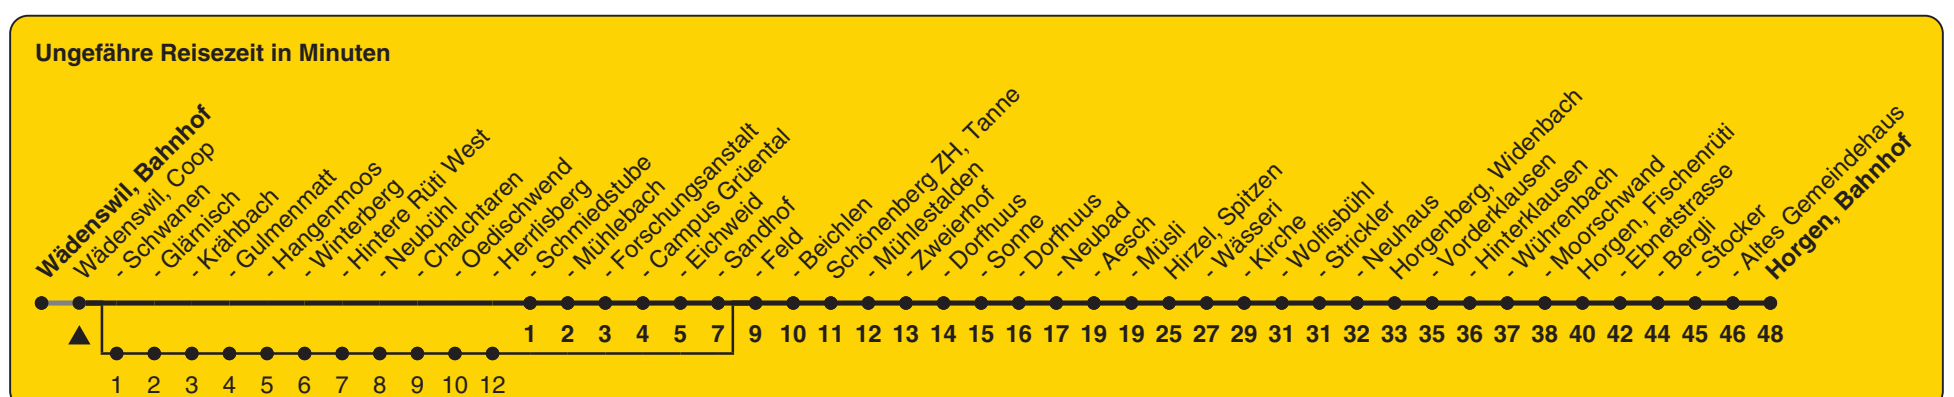 Ungefähre Reisezeit in Minuten
Wädenswil, Bahnhof
Wädenswil, Coop
- Schwanen
- Glärnisch
- Krähbach
- Gulmenmatt
- Hangenmoos
- Winterberg
- Hintere Rüti West
- Neubühl
- Chalchtaren
- Oedischwend
- Herrlisberg
- Schmiedstube
- Mühlebach
- Forschungsanstalt
- Campus Grüental
- Eichweid
- Sandhof
- Feld
- Beichlen
Schönenberg ZH, Tanne
- Mühlestalden
- Zweierhof
- Dorfhuus
- Sonne
- Dorfhuus
- Neubad
- Aesch
- Müsli
Hirzel, Spitzen
- Wässeri
- Kirche
- Wolfisbühl
- Strickler
- Neuhaus
Horgenberg, Widenbach
- Vorderklausen
- Hinterklausen
- Würenbach
- Moorschwand
Horgen, Fischenrüti
- Ebnetstrasse
- Bergli
- Stocker
- Altes Gemeindehaus
Horgen, Bahnhof
1 2 3 4 5 7 9 10 11 12 13 14 15 16 17 19 19 25 27 29 31 31 32 33 35 36 37 38 40 42 44 45 46 48
1 2 3 4 5 6 7 8 9 10 12